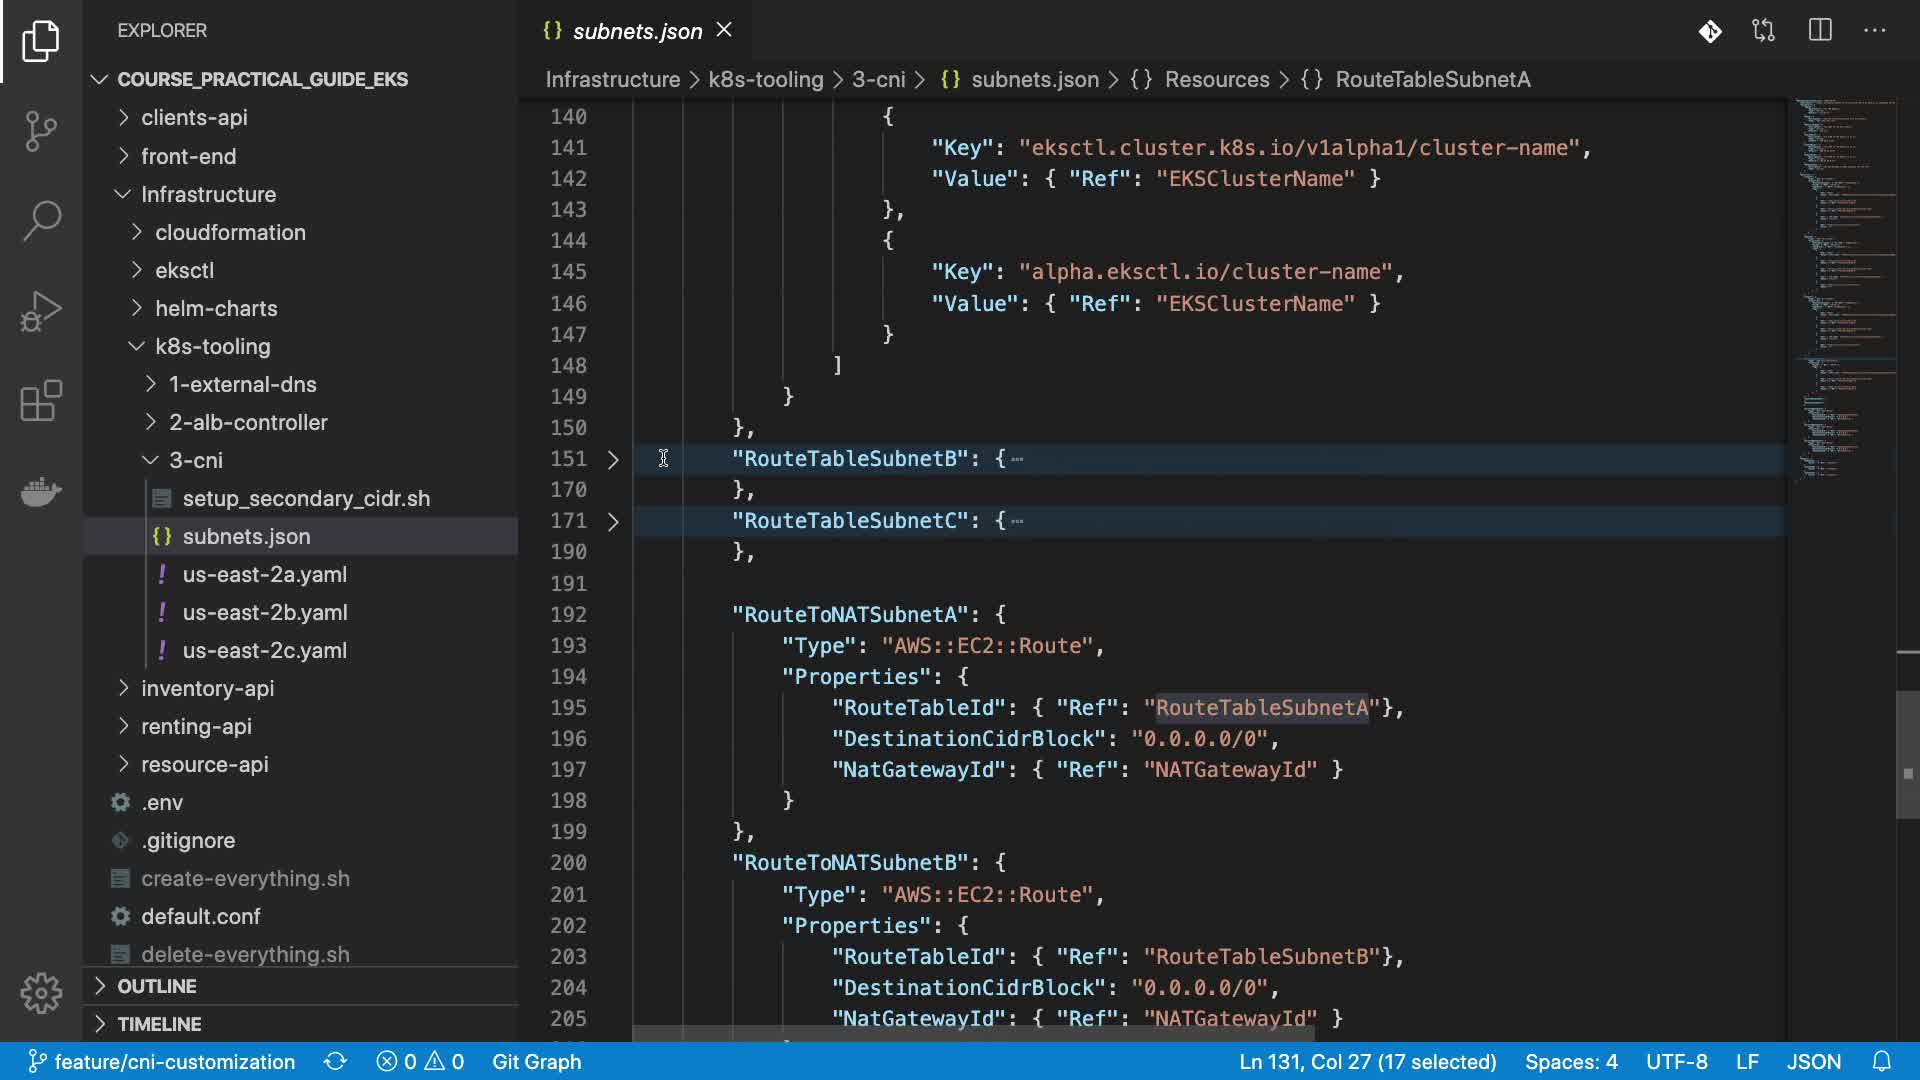 EXPLORER
COURSE_PRACTICAL_GUIDE_EKS
clients-api
front-end
Infrastructure
cloudformation
eksctl
helm-charts
k8s-tooling
1-external-dns
2-alb-controller
3-cni
setup_secondary_cidr.sh
{} subnets.json
! us-east-2a.yaml
! us-east-2b.yaml
! us-east-2c.yaml
inventory-api
renting-api
resource-api
.env
.gitignore
create-everything.sh
default.conf
delete-everything.sh
OUTLINE
TIMELINE
{} subnets.json
Infrastructure > k8s-tooling > 3-cni > {} subnets.json > {} Resources > {} RouteTableSubnetA
140 {
141 "Key": "eksctl.cluster.k8s.io/v1alpha1/cluster-name",
142 "Value": { "Ref": "EKSClusterName" }
143 },
144 {
145 "Key": "alpha.eksctl.io/cluster-name",
146 "Value": { "Ref": "EKSClusterName" }
147 }
148 ]
149 }
150 },
151 "RouteTableSubnetB": {…
170 },
171 "RouteTableSubnetC": {…
190 },
191
192 "RouteToNATSubnetA": {
193 "Type": "AWS::EC2::Route",
194 "Properties": {
195 "RouteTableId": { "Ref": "RouteTableSubnetA"},
196 "DestinationCidrBlock": "0.0.0.0/0",
197 "NatGatewayId": { "Ref": "NATGatewayId" }
198 }
199 },
200 "RouteToNATSubnetB": {
201 "Type": "AWS::EC2::Route",
202 "Properties": {
203 "RouteTableId": { "Ref": "RouteTableSubnetB"},
204 "DestinationCidrBlock": "0.0.0.0/0",
205 "NatGatewayId": { "Ref": "NATGatewayId" }
feature/cni-customization 0 0 Git Graph Ln 131, Col 27 (17 selected) Spaces: 4 UTF-8 LF JSON